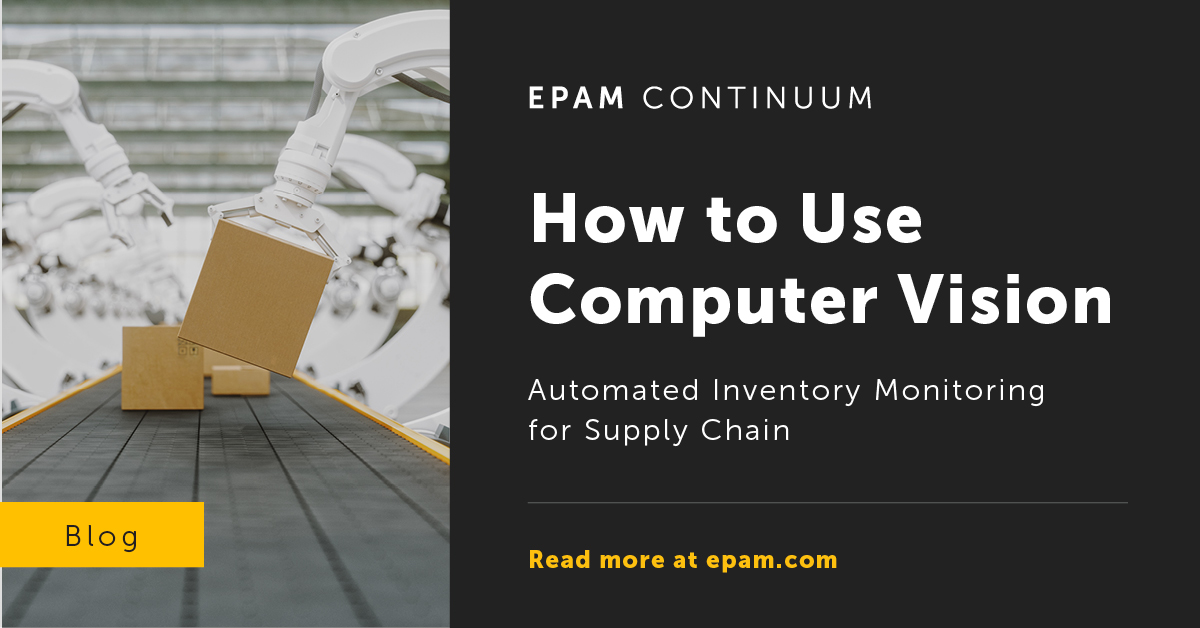 EPAM CONTINUUM
How to Use
Computer Vision
Automated Inventory Monitoring
for Supply Chain
Blog
Read more at epam.com